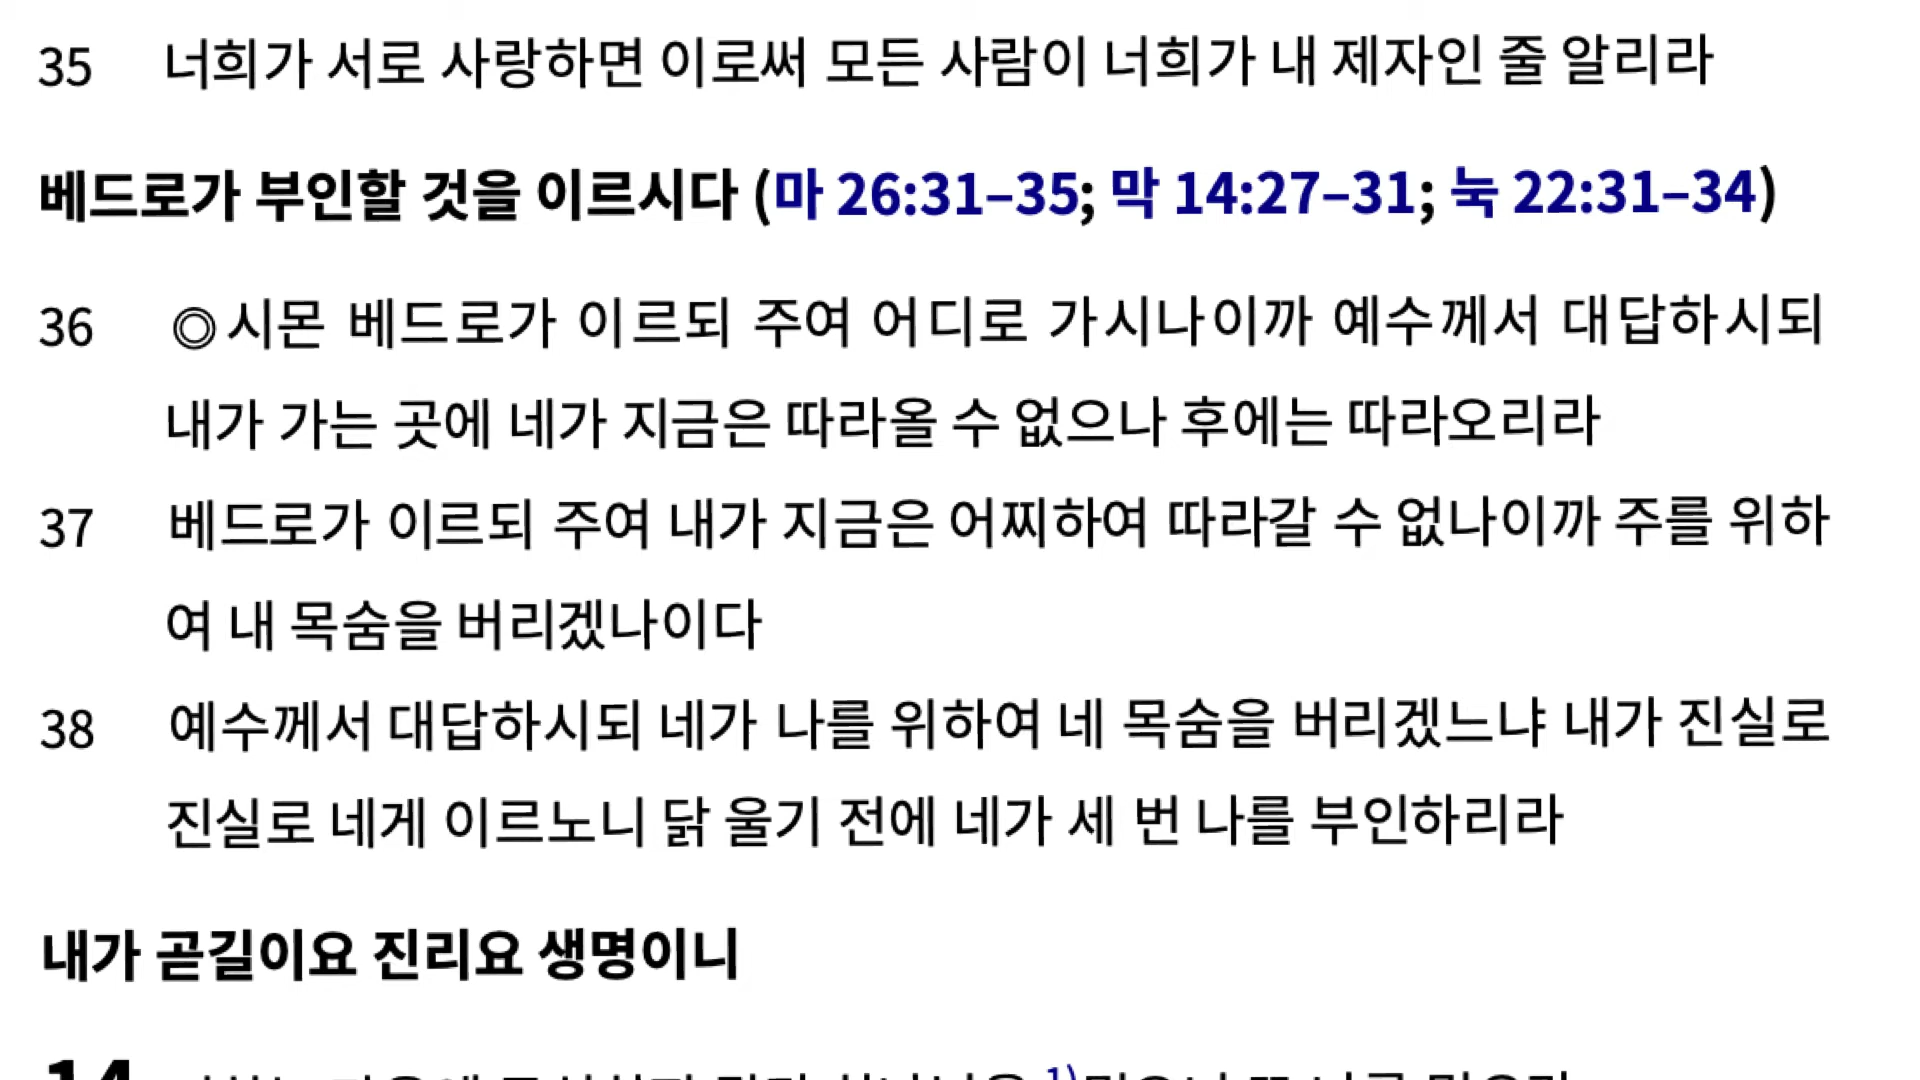 35 너희가 서로 사랑하면 이로써 모든 사람이 너희가 내 제자인 줄 알리라
베드로가 부인할 것을 이르시다 (마 26:31–35; 막 14:27–31; 눅 22:31–34)
36 ◎시몬 베드로가 이르되 주여 어디로 가시나이까 예수께서 대답하시되
내가 가는 곳에 네가 지금은 따라올 수 없으나 후에는 따라오리라
37 베드로가 이르되 주여 내가 지금은 어찌하여 따라갈 수 없나이까 주를 위하
여 내 목숨을 버리겠나이다
38 예수께서 대답하시되 네가 나를 위하여 네 목숨을 버리겠느냐 내가 진실로
진실로 네게 이르노니 닭 울기 전에 네가 세 번 나를 부인하리라
내가 곧길이요 진리요 생명이니
14